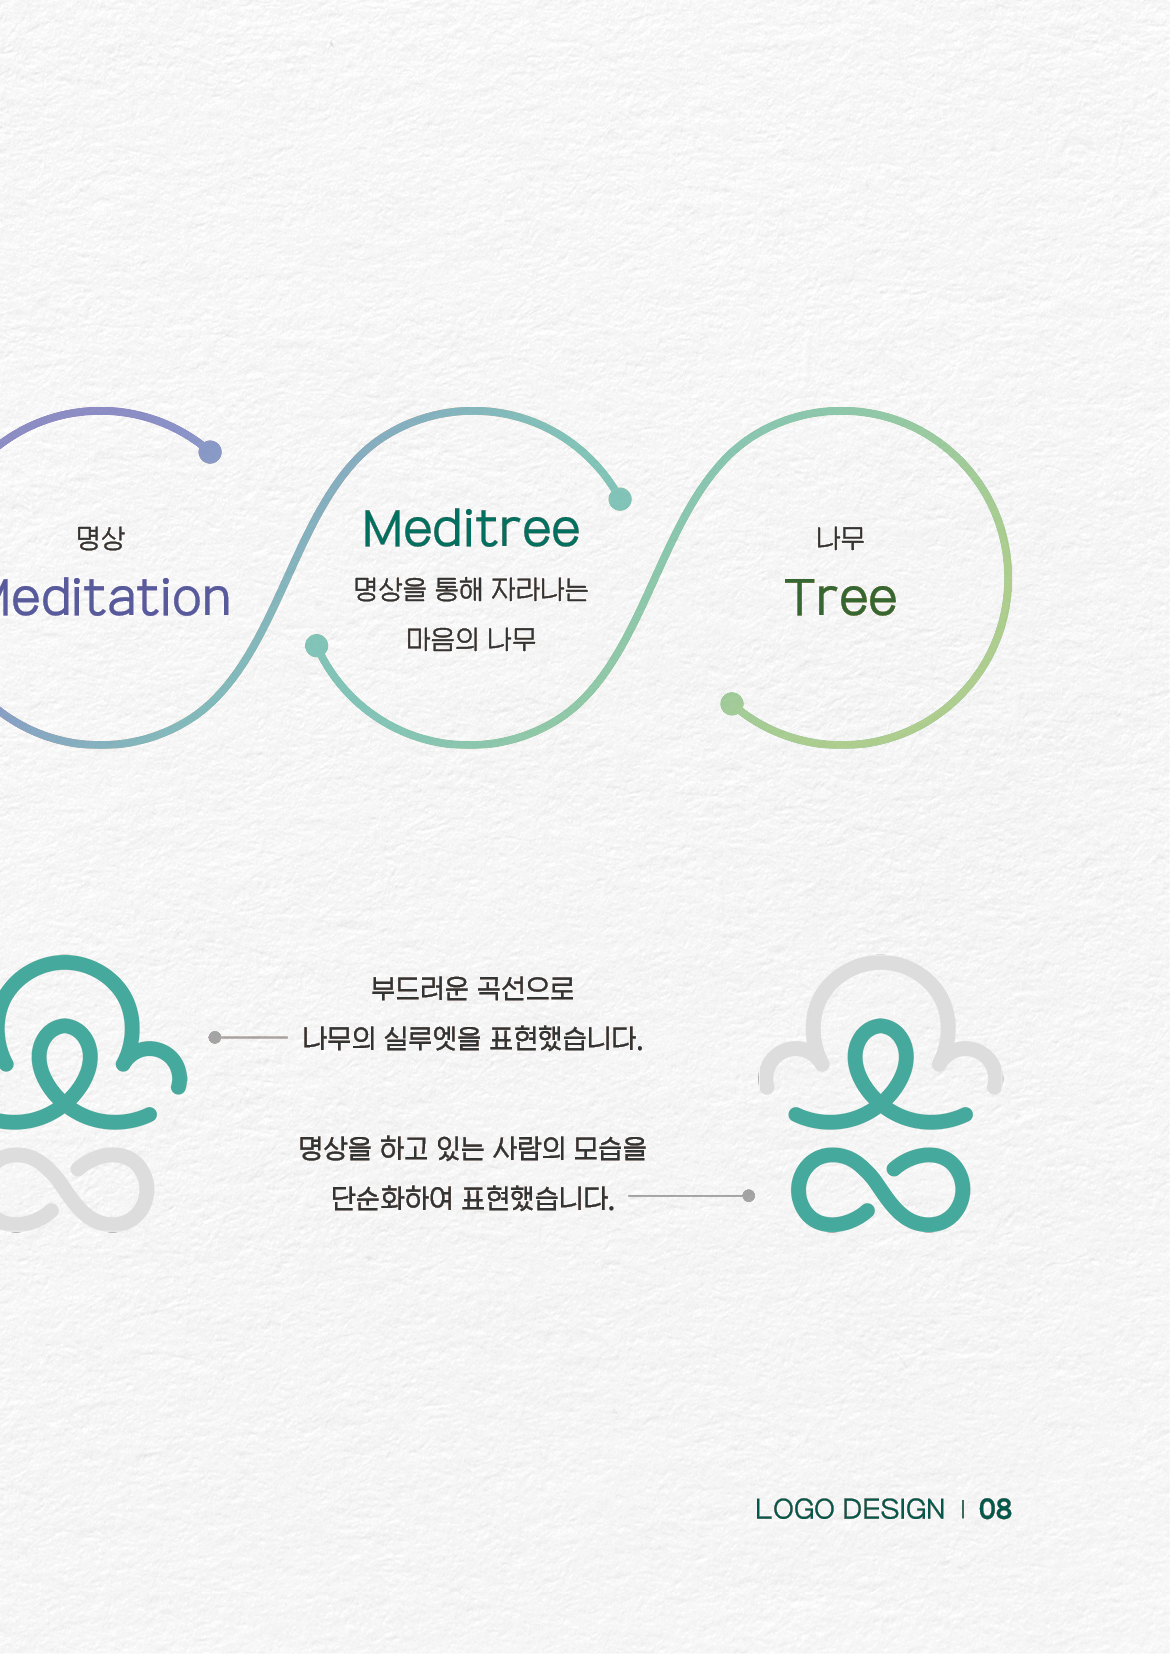 명상
Meditation
Meditree
명상을 통해 자라나는
마음의 나무
나무
Tree
부드러운 곡선으로
나무의 실루엣을 표현했습니다.
명상을 하고 있는 사람의 모습을
단순화하여 표현했습니다.
LOGO DESIGN | 08